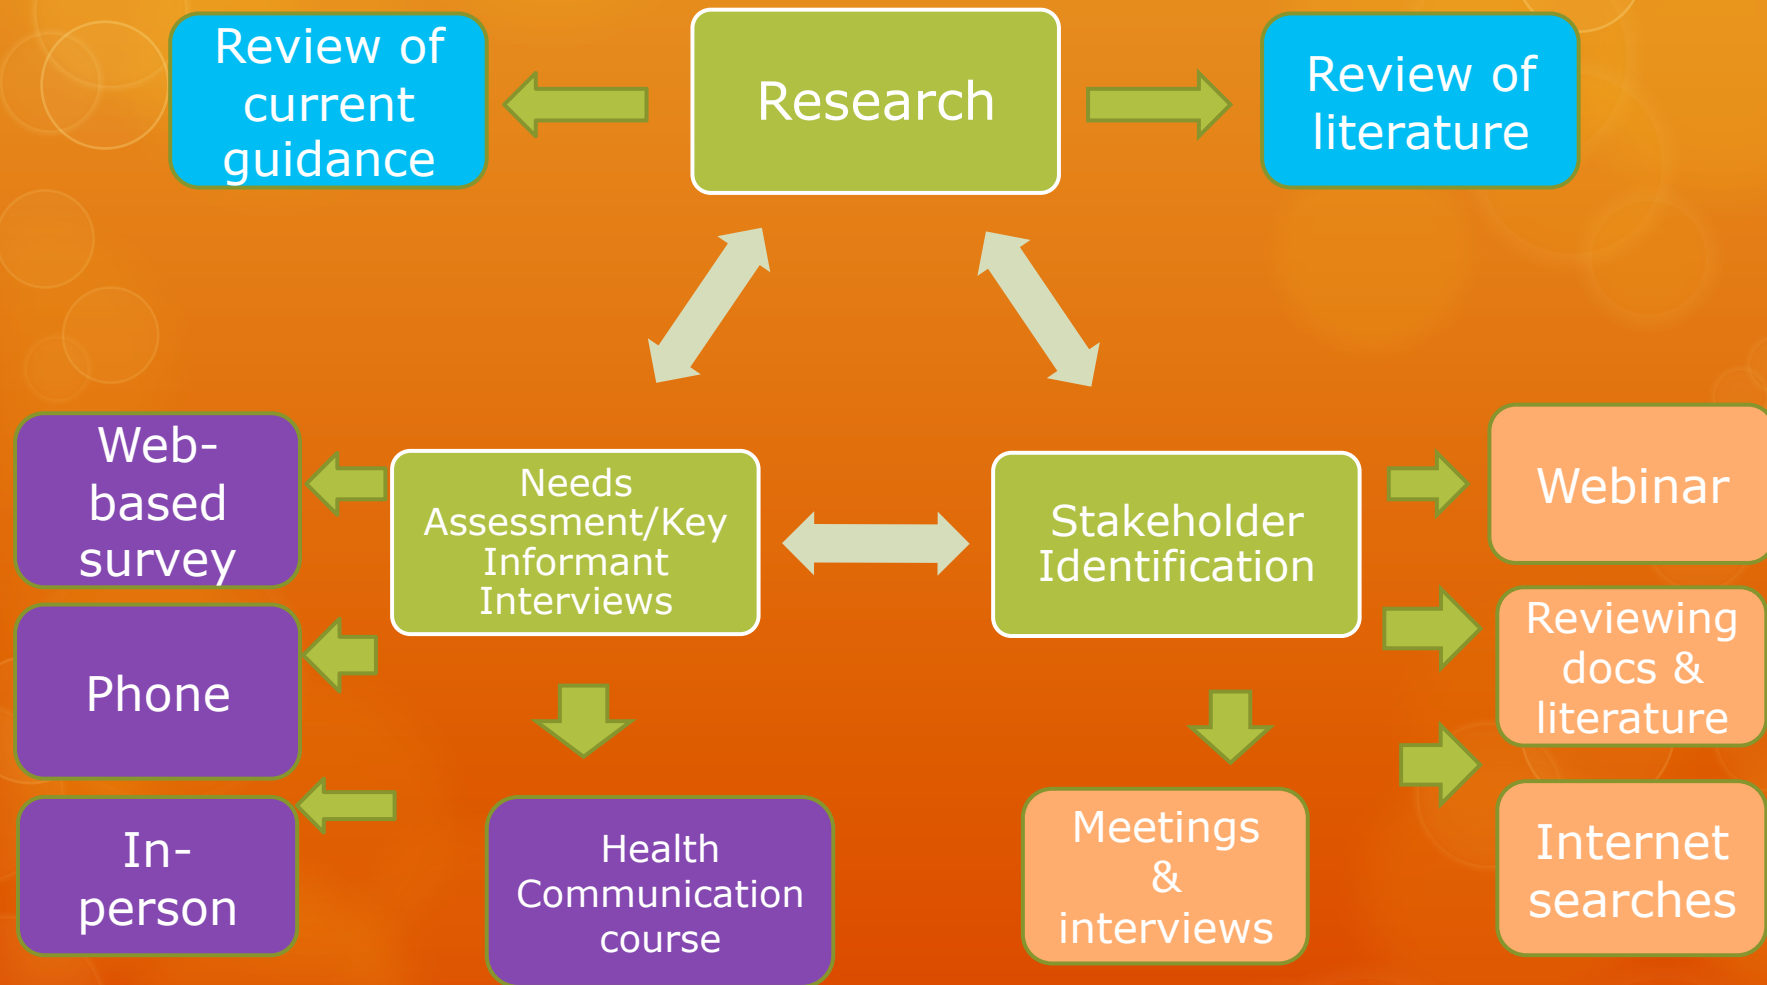 Review of
current
guidance
Research
Review of
literature
Web-
based
survey
Needs
Assessment/Key
Informant
Interviews
Stakeholder
Identification
Webinar
Phone
Reviewing
docs &
literature
In-
person
Health
Communication
course
Meetings
&
interviews
Internet
searches